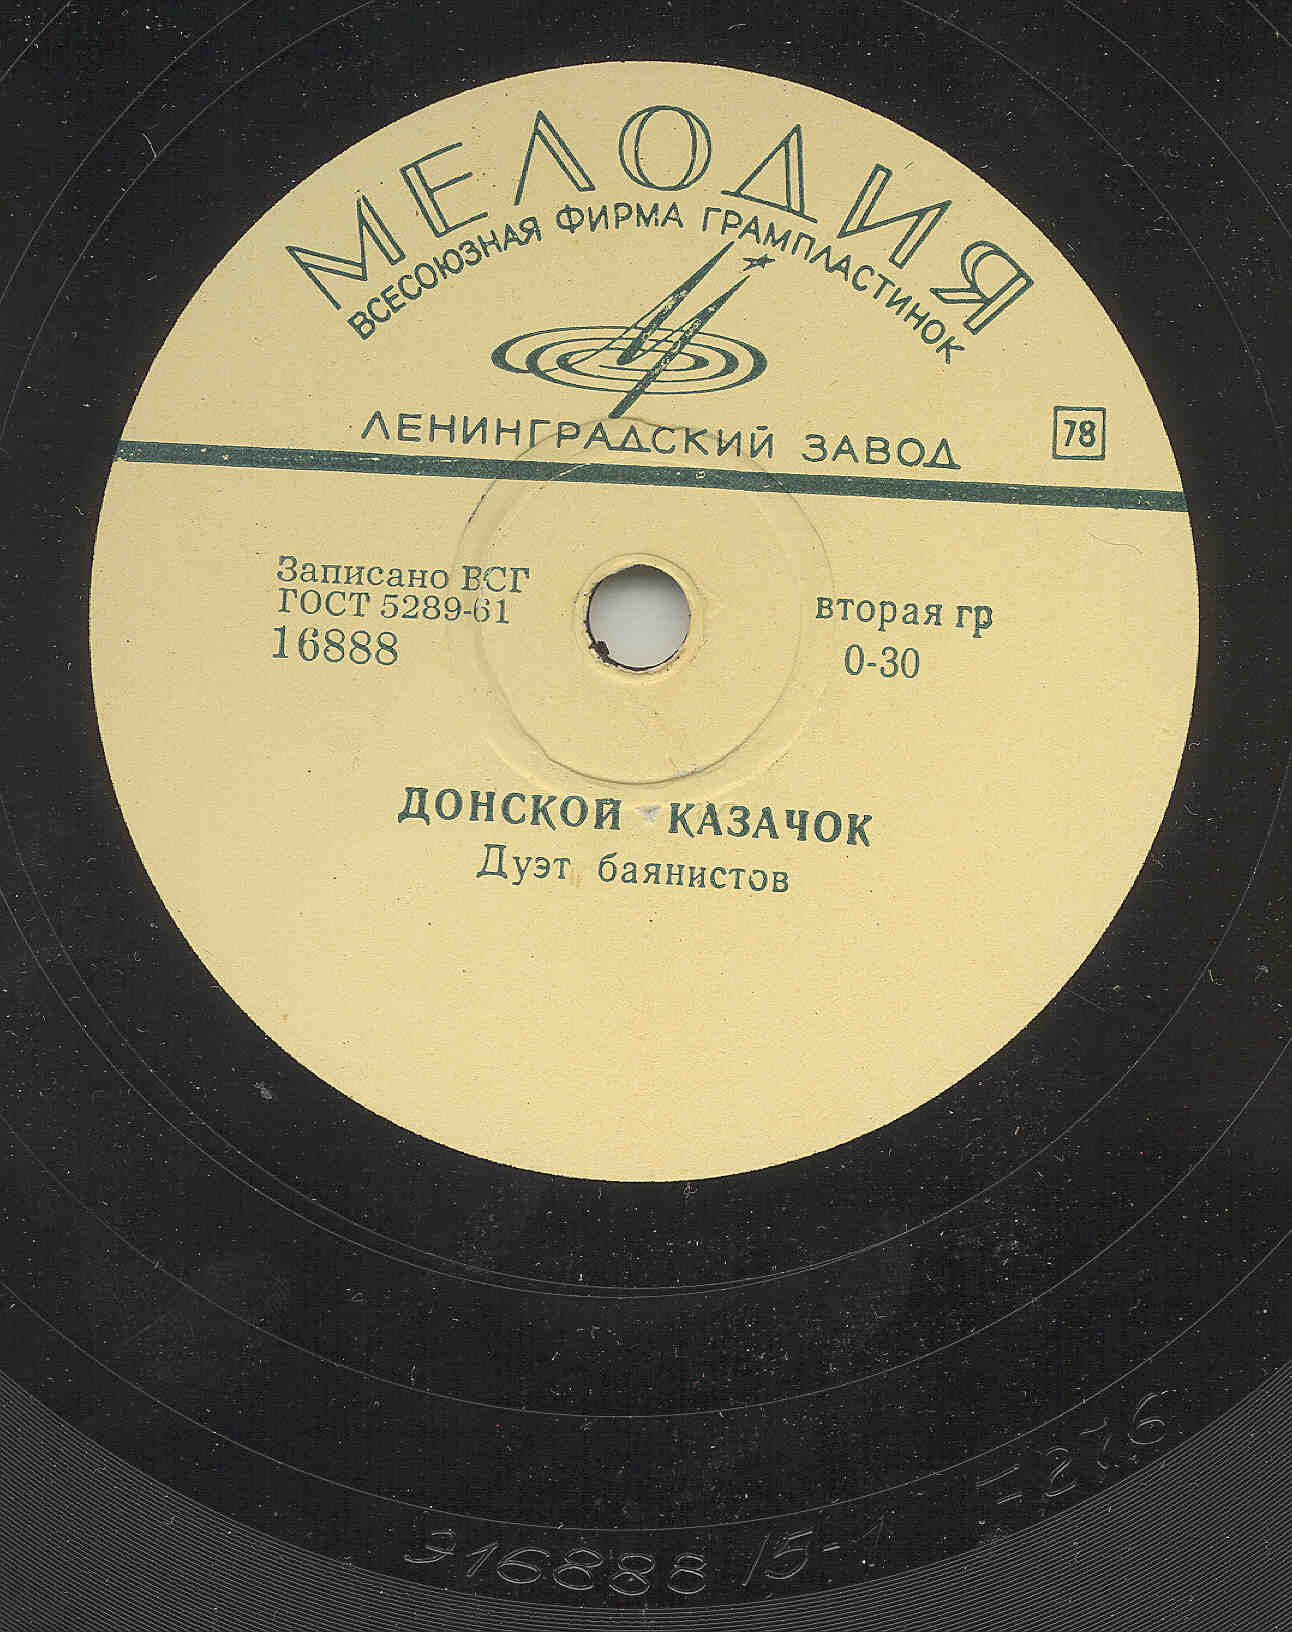 МЕЛОДИЯ
ВСЕСОЮЗНАЯ ФИРМА ГРАМПЛАСТИНОК
ЛЕНИНГРАДСКИЙ ЗАВОД
78
Записано ВСГ
ГОСТ 5289-61
16888
вторая гр
0-30
ДОНСКОЙ КАЗАЧОК
Дуэт баянистов
Э16888 15-1